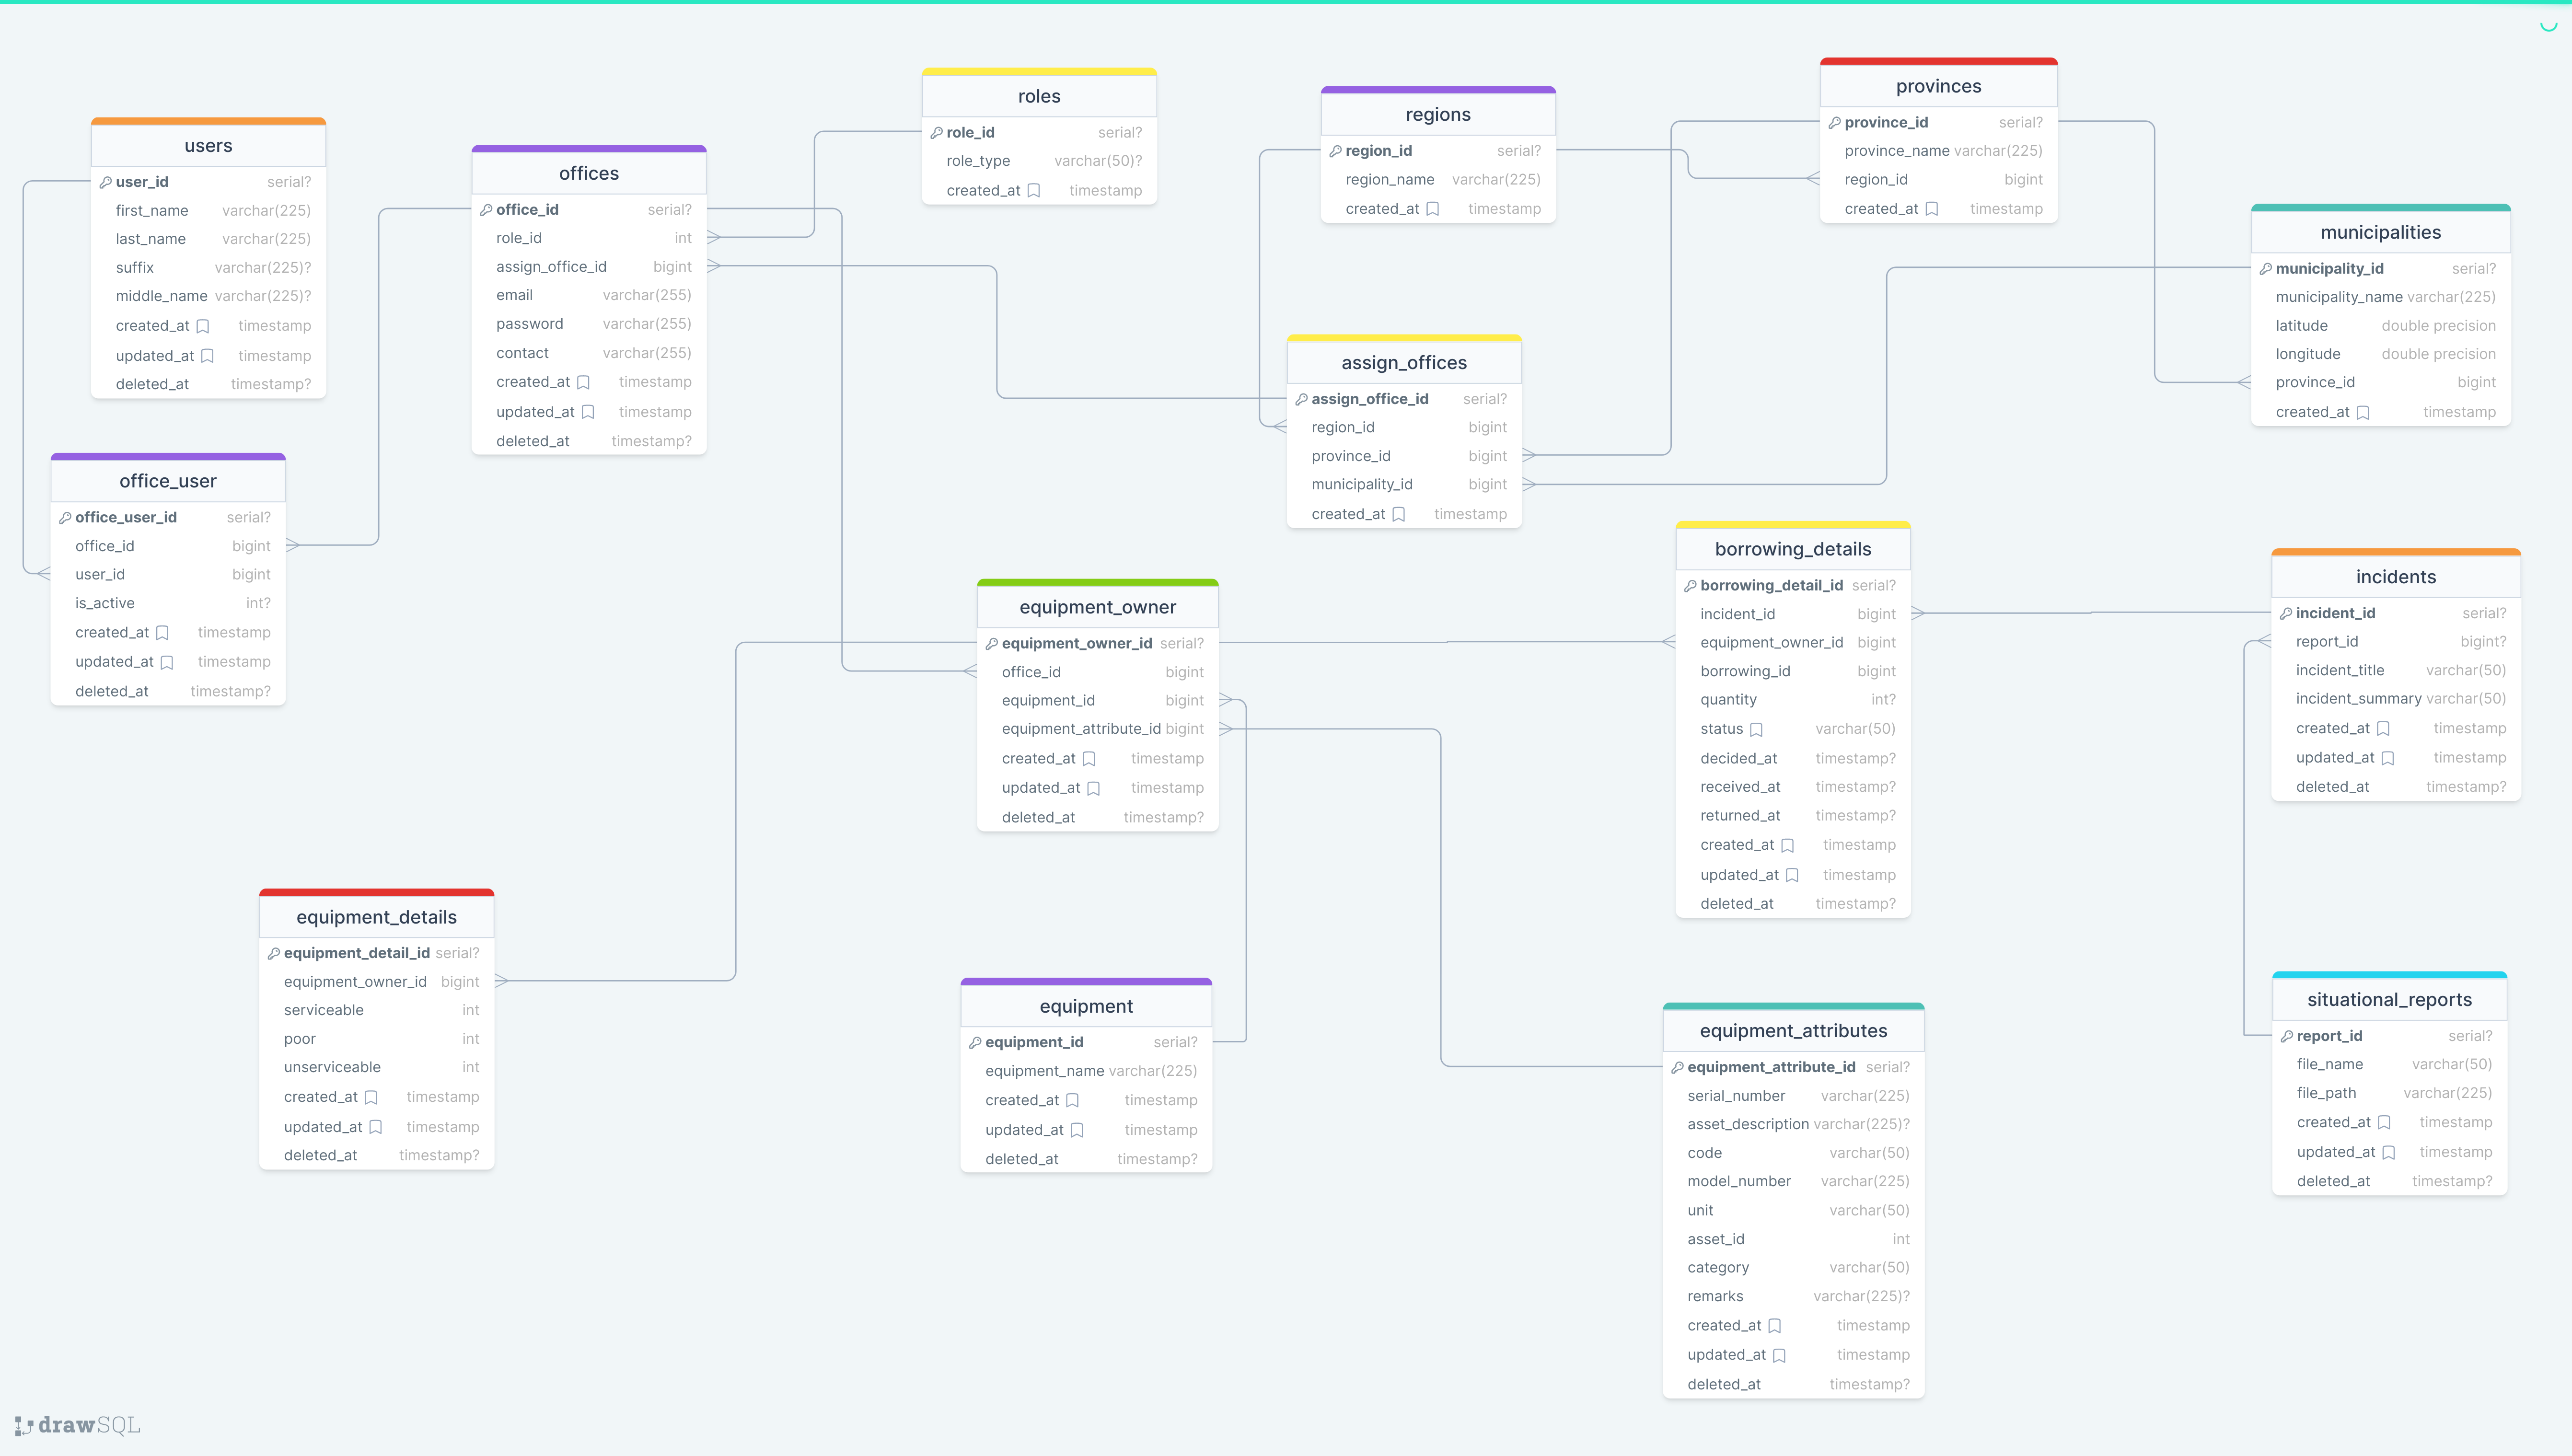 users
user_id serial?
first_name varchar(225)
last_name varchar(225)
suffix varchar(225)?
middle_name varchar(225)?
created_at timestamp
updated_at timestamp
deleted_at timestamp?
office_user
office_user_id serial?
office_id bigint
user_id bigint
is_active int?
created_at timestamp
updated_at timestamp
deleted_at timestamp?
offices
office_id serial?
role_id int
assign_office_id bigint
email varchar(255)
password varchar(255)
contact varchar(255)
created_at timestamp
updated_at timestamp
deleted_at timestamp?
roles
role_id serial?
role_type varchar(50)?
created_at timestamp
regions
region_id serial?
region_name varchar(225)
created_at timestamp
provinces
province_id serial?
province_name varchar(225)
region_id bigint
created_at timestamp
municipalities
municipality_id serial?
municipality_name varchar(225)
latitude double precision
longitude double precision
province_id bigint
created_at timestamp
assign_offices
assign_office_id serial?
region_id bigint
province_id bigint
municipality_id bigint
created_at timestamp
equipment_owner
equipment_owner_id serial?
office_id bigint
equipment_id bigint
equipment_attribute_id bigint
created_at timestamp
updated_at timestamp
deleted_at timestamp?
borrowing_details
borrowing_detail_id serial?
incident_id bigint
equipment_owner_id bigint
borrowing_id bigint
quantity int?
status varchar(50)
decided_at timestamp?
received_at timestamp?
returned_at timestamp?
created_at timestamp
updated_at timestamp
deleted_at timestamp?
incidents
incident_id serial?
report_id bigint?
incident_title varchar(50)
incident_summary varchar(50)
created_at timestamp
updated_at timestamp
deleted_at timestamp?
equipment_details
equipment_detail_id serial?
equipment_owner_id bigint
serviceable int
poor int
unserviceable int
created_at timestamp
updated_at timestamp
deleted_at timestamp?
equipment
equipment_id serial?
equipment_name varchar(225)
created_at timestamp
updated_at timestamp
deleted_at timestamp?
equipment_attributes
equipment_attribute_id serial?
serial_number varchar(225)
asset_description varchar(225)?
code varchar(50)
model_number varchar(225)
unit varchar(50)
asset_id int
category varchar(50)
remarks varchar(225)?
created_at timestamp
updated_at timestamp
deleted_at timestamp?
situational_reports
report_id serial?
file_name varchar(50)
file_path varchar(225)
created_at timestamp
updated_at timestamp
deleted_at timestamp?
drawSQL